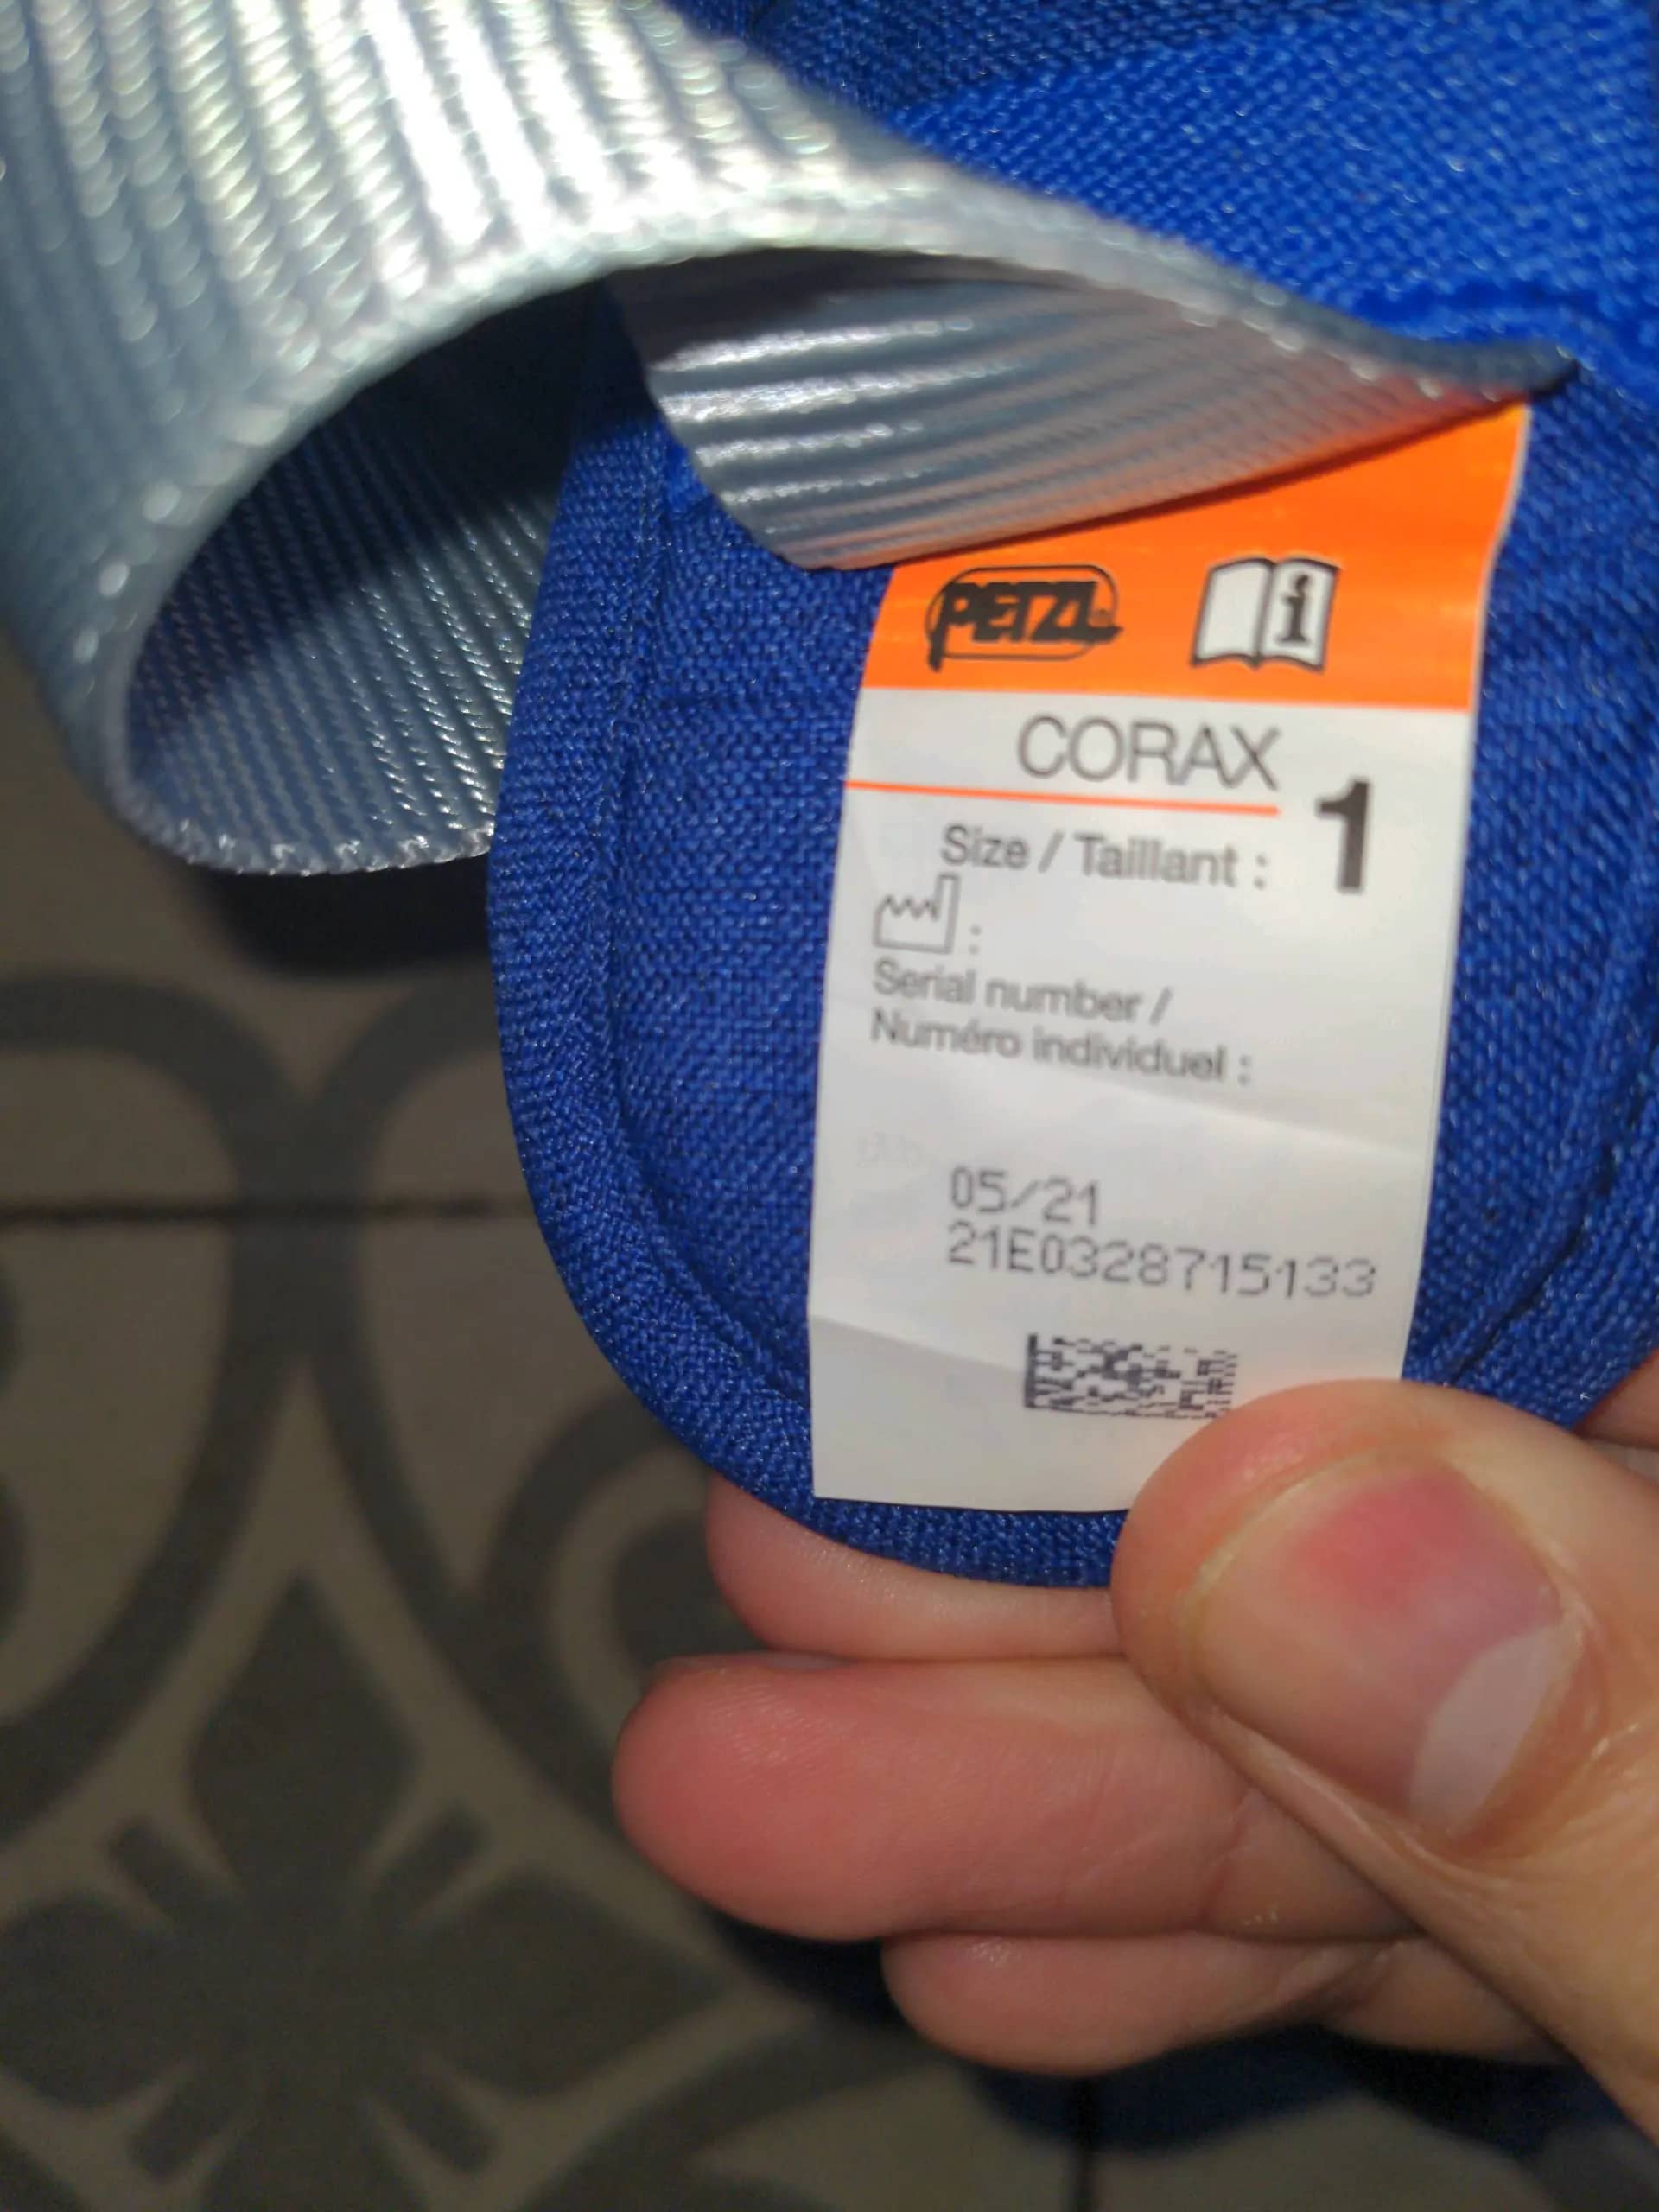 PETZL
i
CORAX
1
Size / Taillant :
:
Serial number /
Numéro individuel :
05/21
21E0328715133